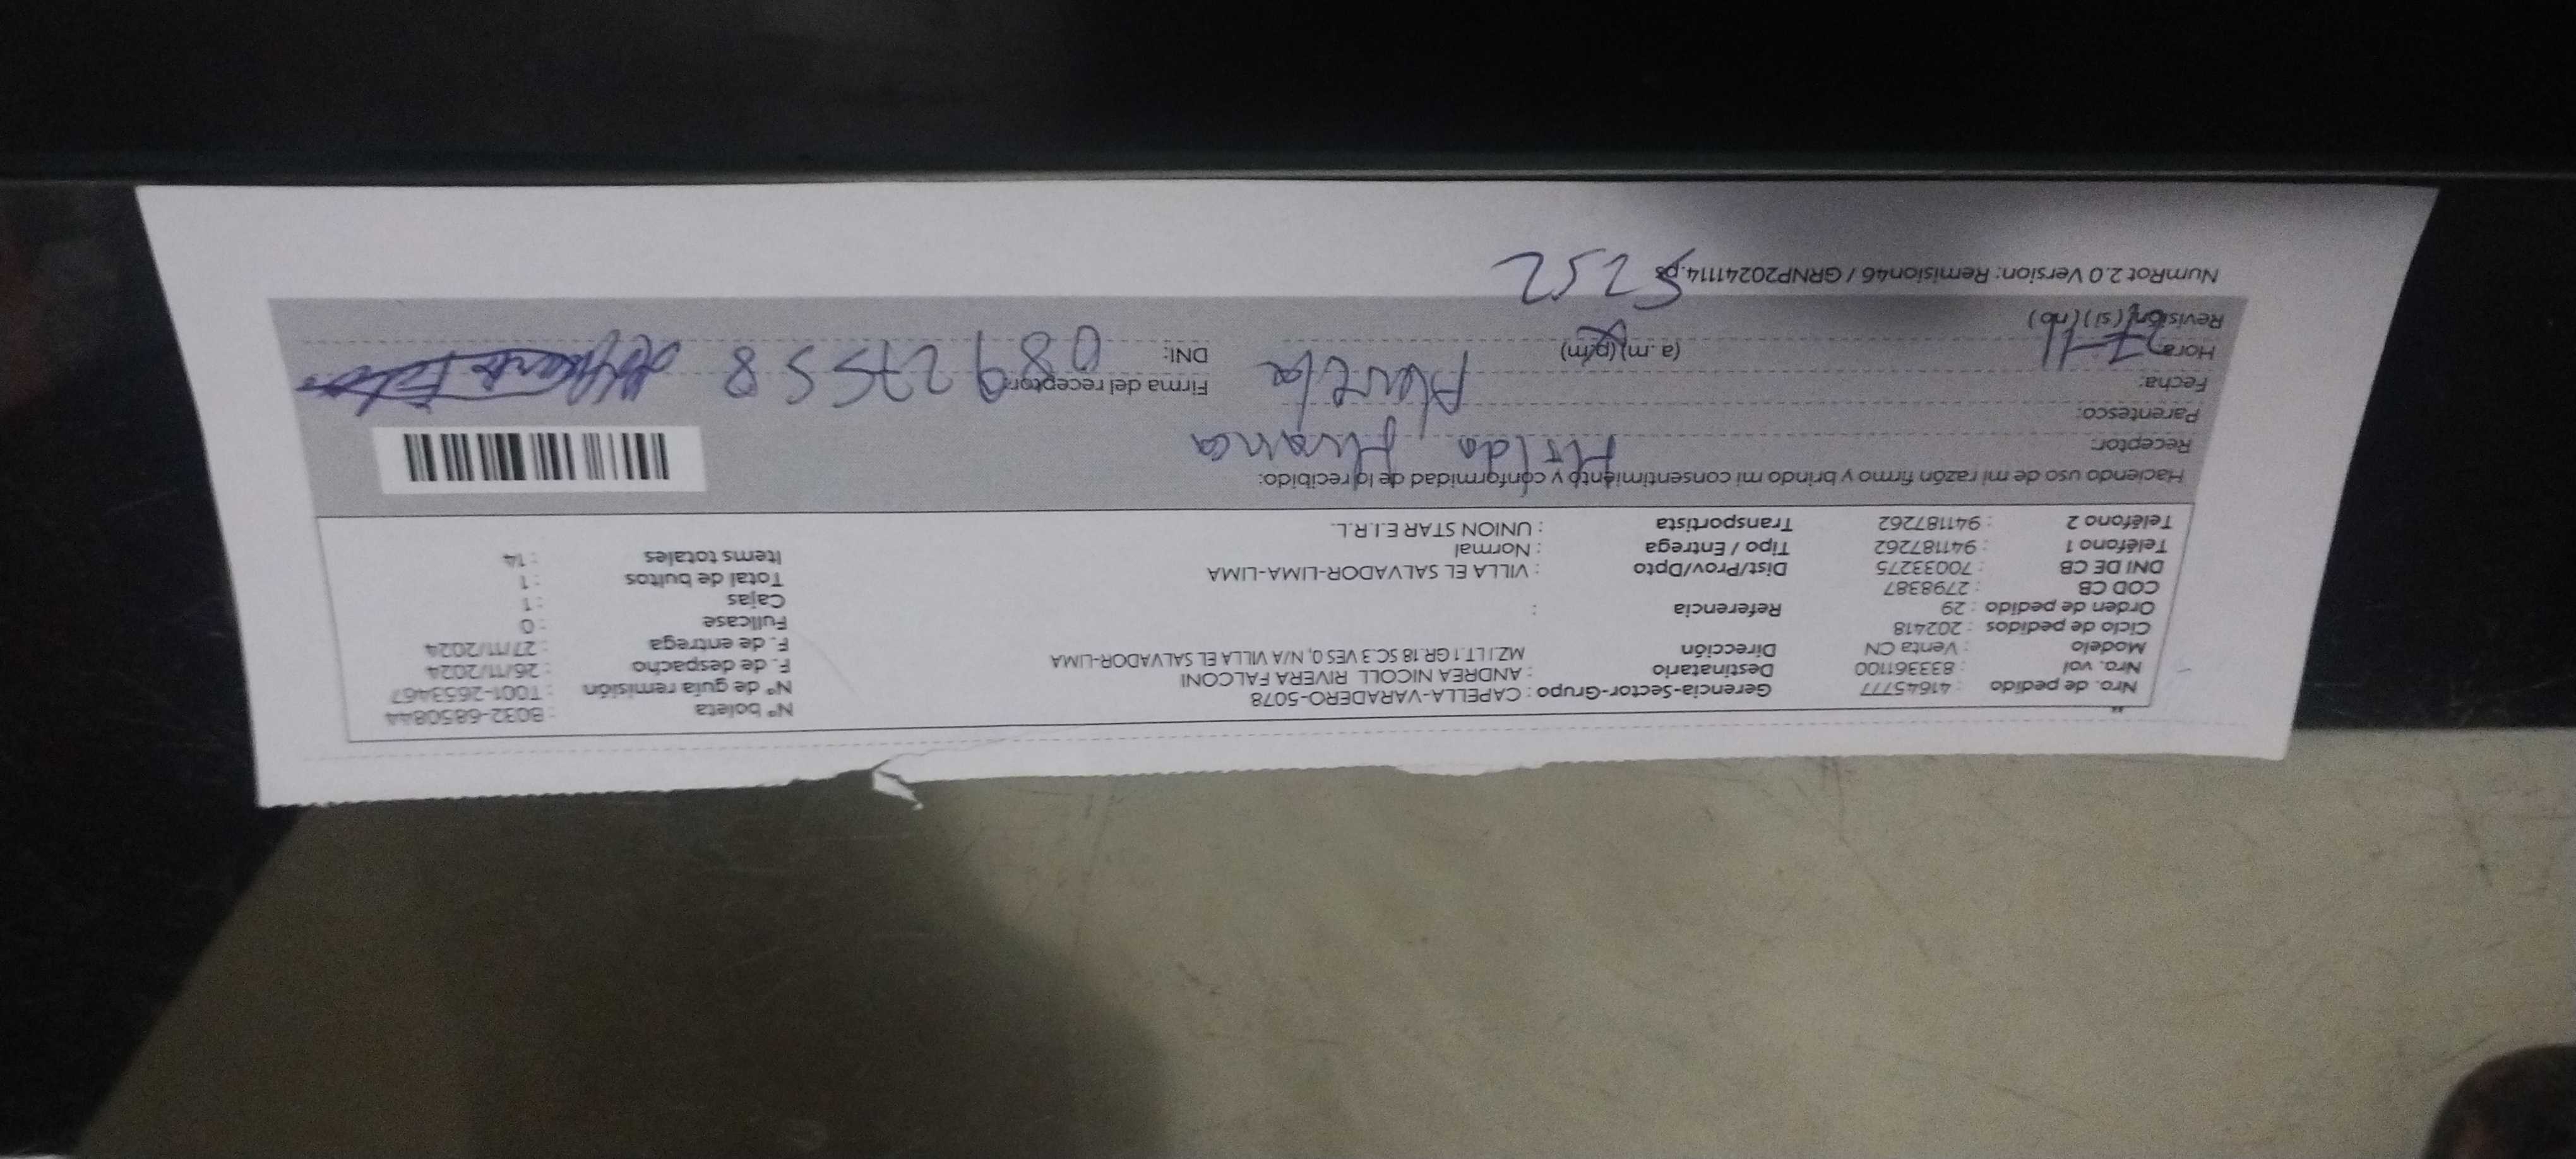 Nro. de pedido : 41645777 Gerencia-Sector-Grupo : CAPELLA-VARADERO-5078 N° boleta : B032-6850844
Nro. vol : 833361100 Destinatario : ANDREA NICOLL RIVERA FALCONI N° de guía remisión : T001-2653467
Modelo : Venta CN Dirección MZ.I LT.1 GR.18 SC.3 VES 0, N/A VILLA EL SALVADOR-LIMA F. de despacho : 26/11/2024
Ciclo de pedidos : 202418 F. de entrega : 27/11/2024
Orden de pedido : 29 Referencia : Fullcase : 0
COD CB : 2798387 Cajas : 1
DNI DE CB : 70033275 Dist/Prov/Dpto : VILLA EL SALVADOR-LIMA-LIMA Total de bultos : 1
Teléfono 1 : 941187262 Tipo / Entrega : Normal Items totales : 14
Teléfono 2 : 941187262 Transportista : UNION STAR E.I.R.L.
Haciendo uso de mi razón firmo y brindo mi consentimiento y conformidad de lo recibido:
Receptor:
Parentesco:
Fecha: Firma del receptor:
Hora: 27-11 (a.m) (p/m) Abuela DNI: 08927558
Revisión: (si) (no)
NumRot 2.0 Version: Remision46 / GRNP20241114.ps 5252